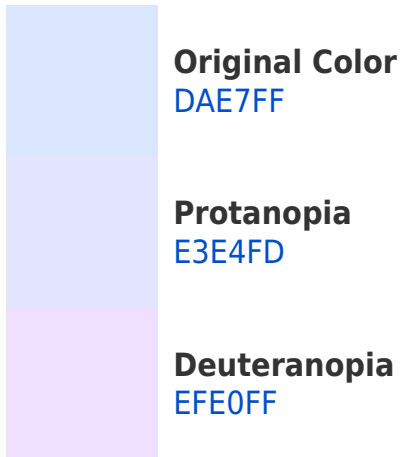 Original Color
DAE7FF
Protanopia
E3E4FD
Deuteranopia
EFE0FF